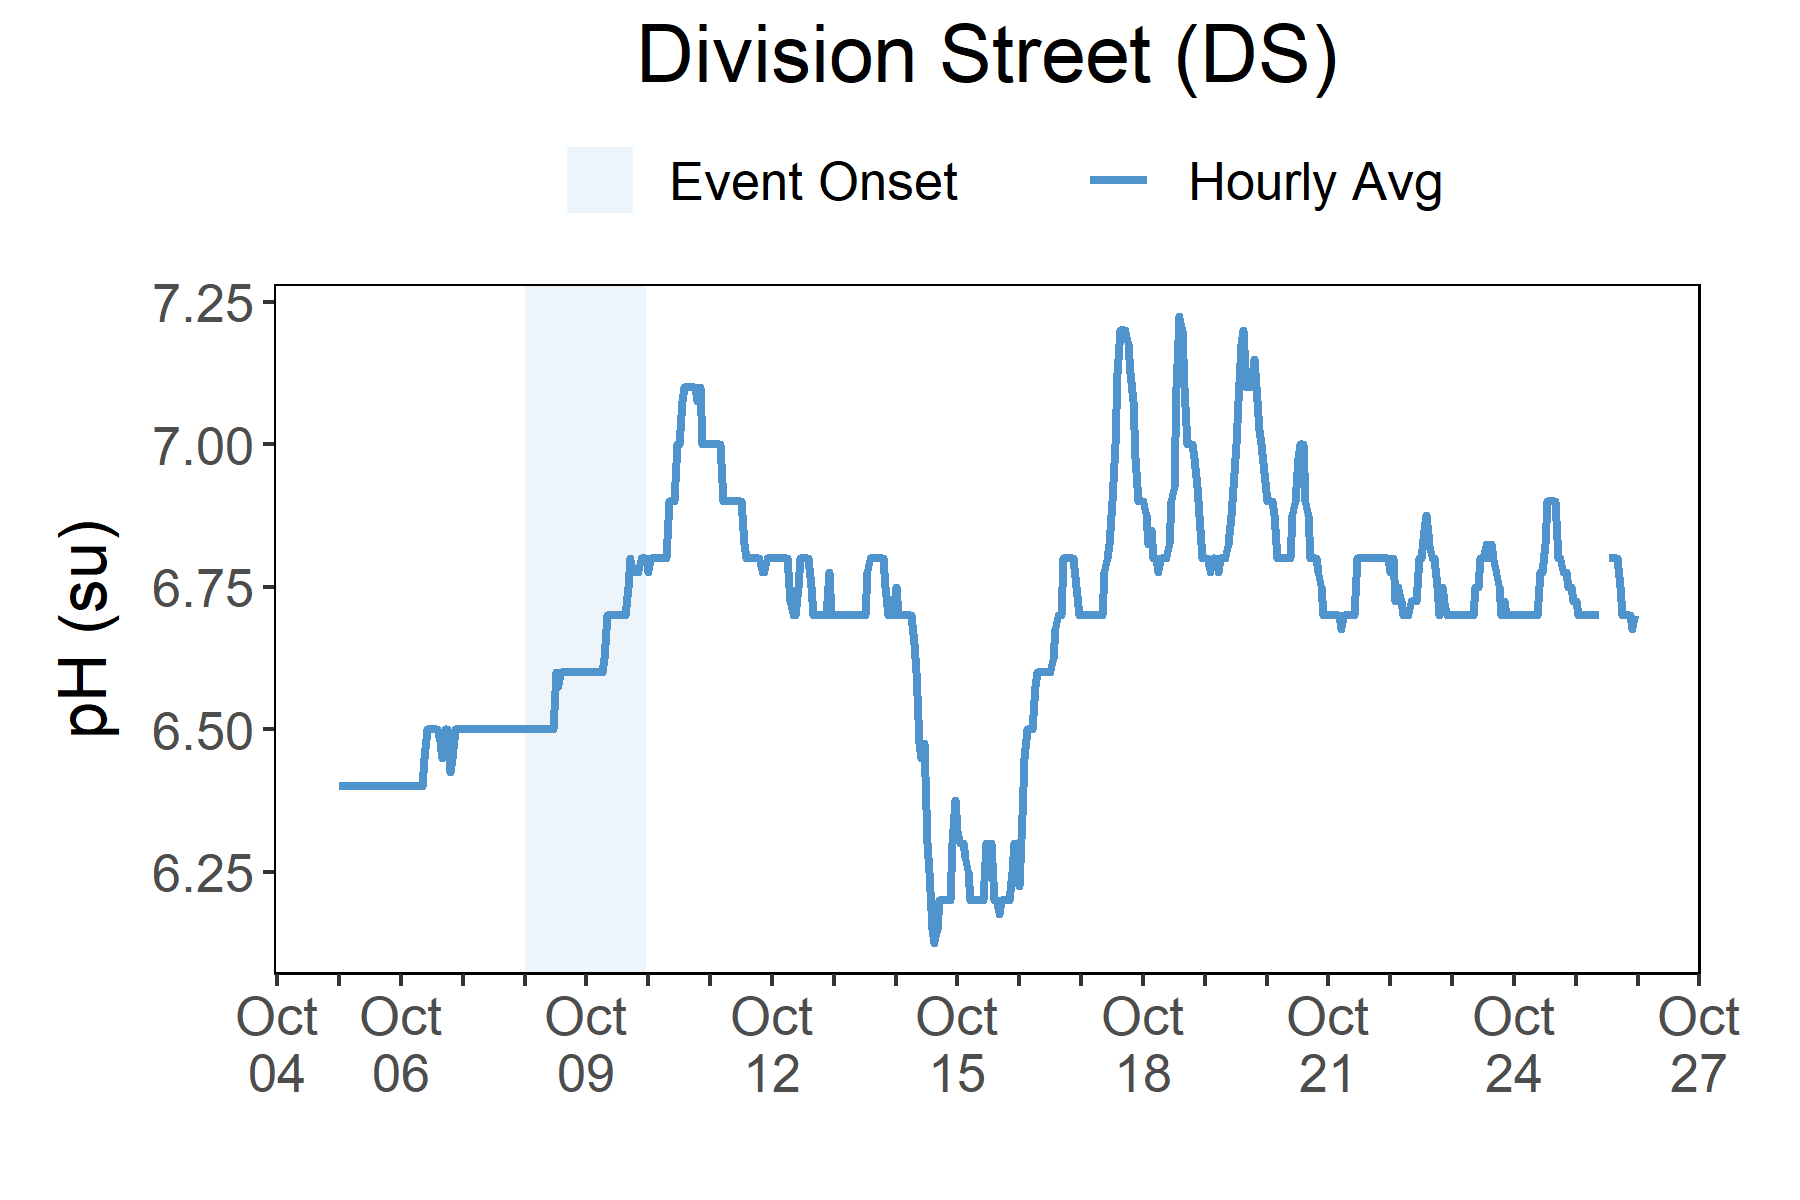 Division Street (DS)
Event Onset
Hourly Avg
pH (su)
7.25
7.00
6.75
6.50
6.25
Oct 04
Oct 06
Oct 09
Oct 12
Oct 15
Oct 18
Oct 21
Oct 24
Oct 27